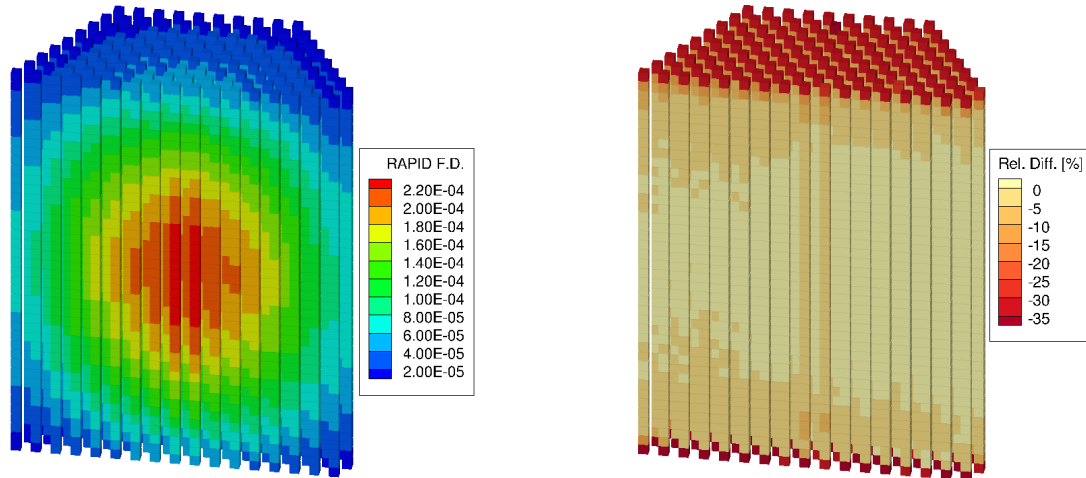 RAPID F.D.
2.20E-04
2.00E-04
1.80E-04
1.60E-04
1.40E-04
1.20E-04
1.00E-04
8.00E-05
6.00E-05
4.00E-05
2.00E-05
Rel. Diff. [%]
0
-5
-10
-15
-20
-25
-30
-35